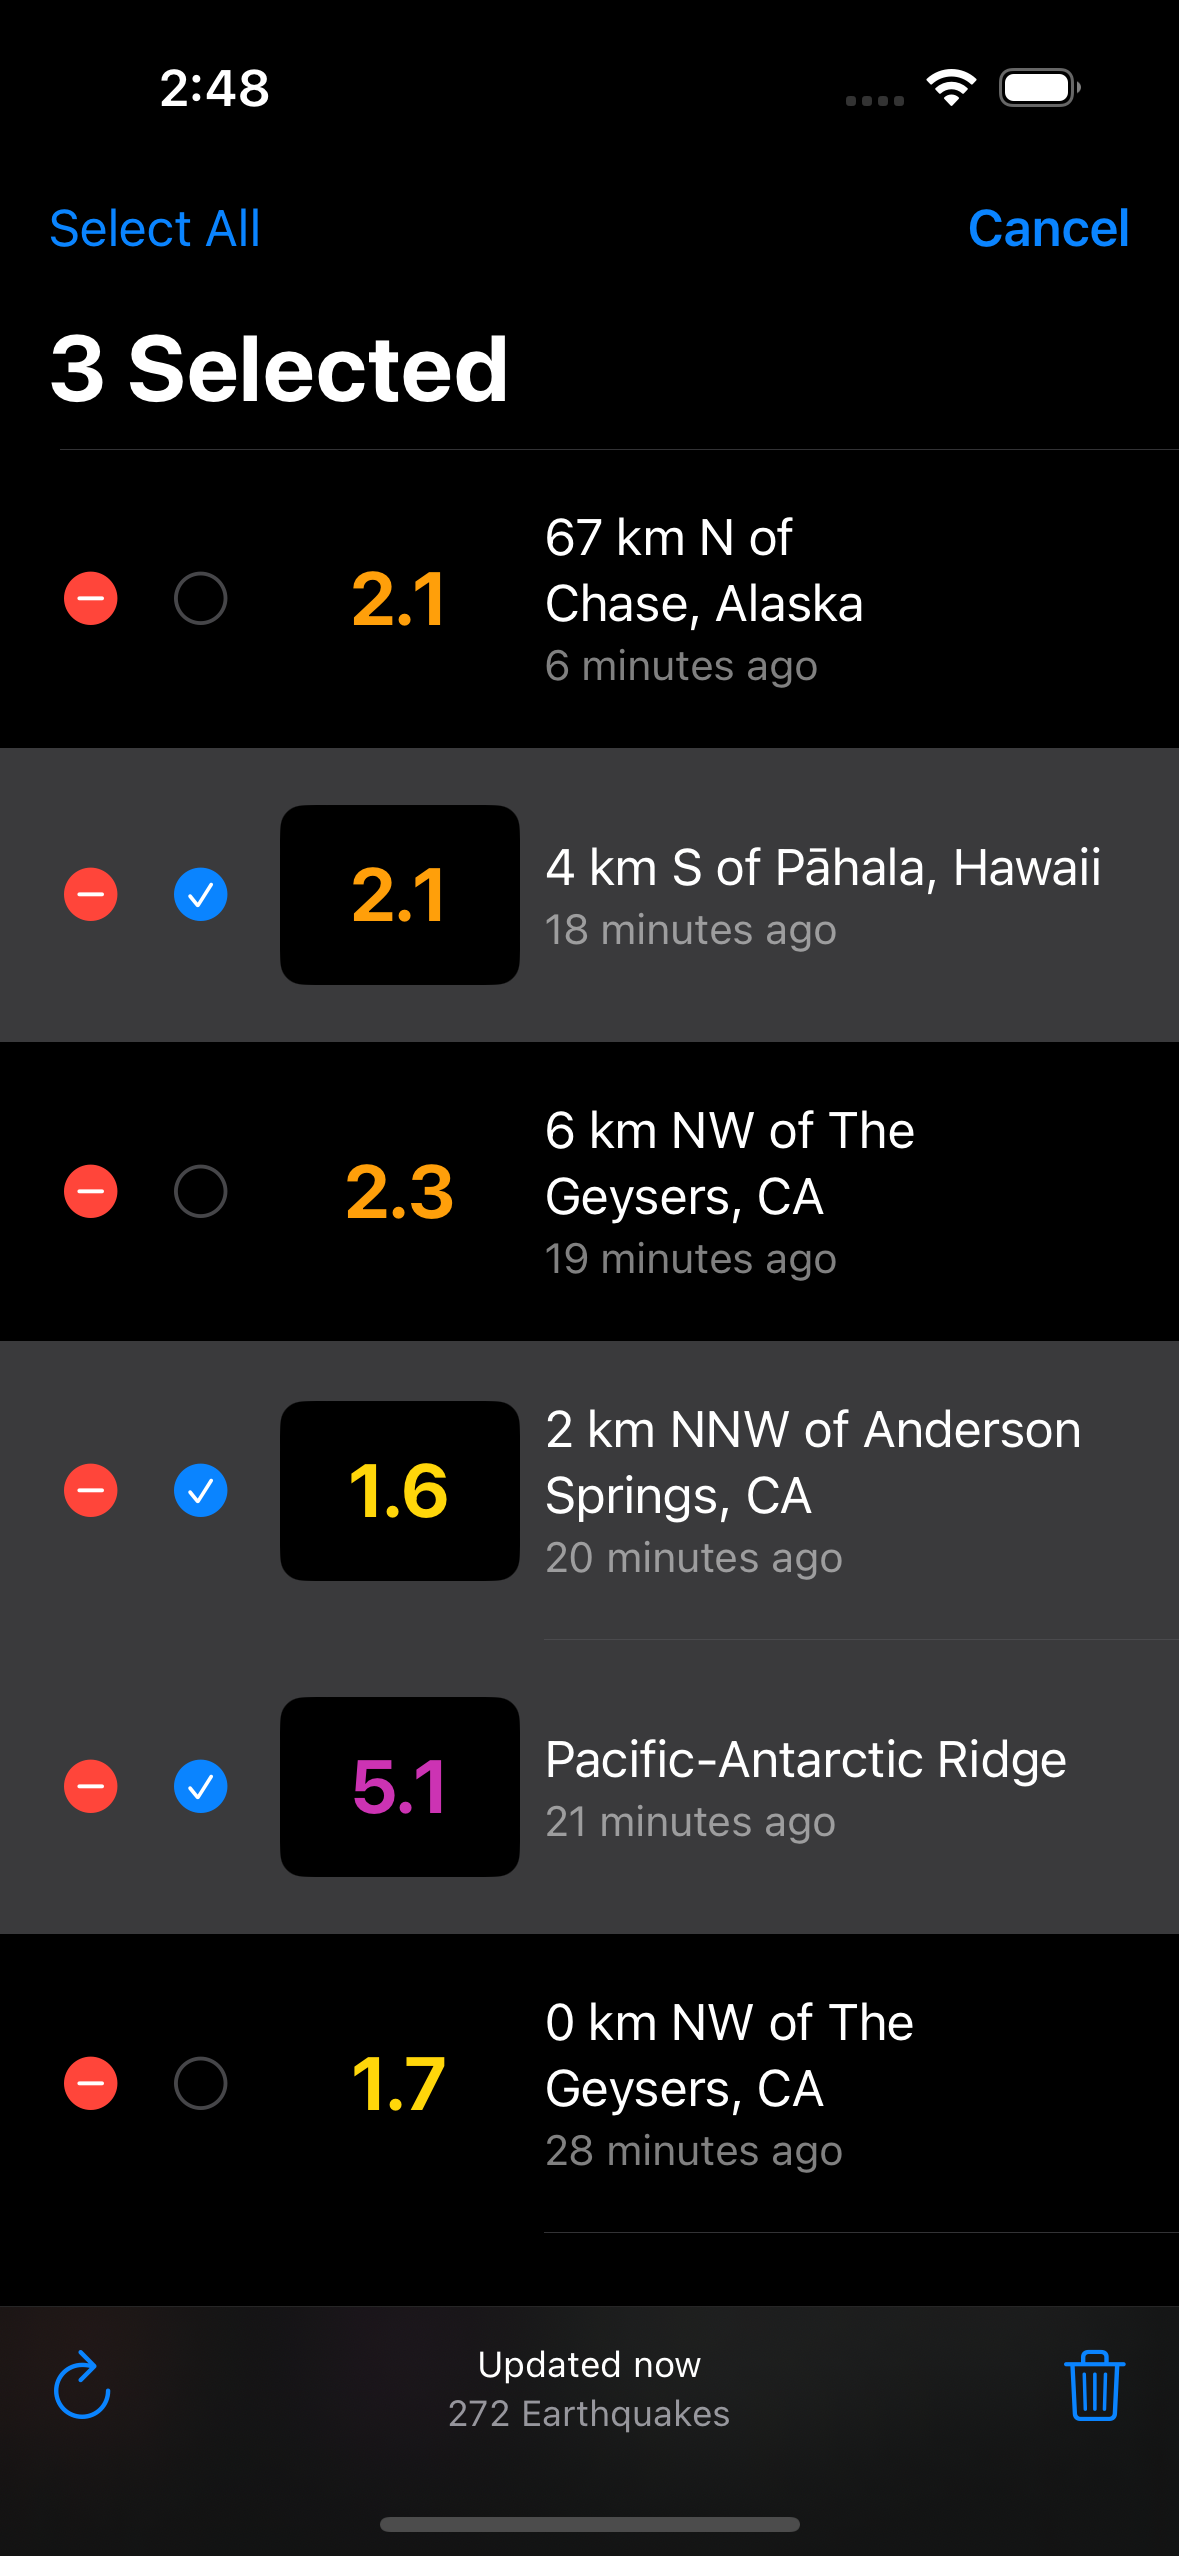 2:48
Select All
Cancel
3 Selected
2.1
67 km N of
Chase, Alaska
6 minutes ago
2.1
4 km S of Pāhala, Hawaii
18 minutes ago
2.3
6 km NW of The
Geysers, CA
19 minutes ago
1.6
2 km NNW of Anderson
Springs, CA
20 minutes ago
5.1
Pacific-Antarctic Ridge
21 minutes ago
1.7
0 km NW of The
Geysers, CA
28 minutes ago
Updated now
272 Earthquakes